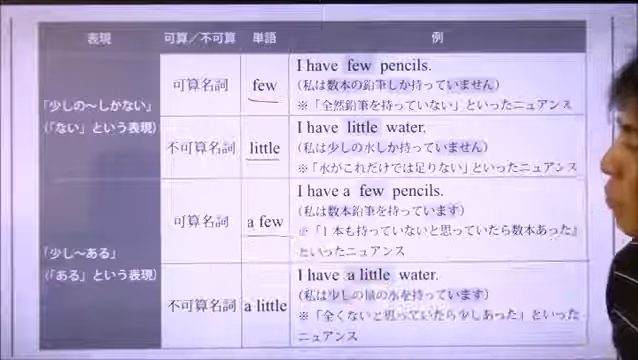 表現 可算／不可算 単語 例
「少しの～しかない」
（「ない」という表現）
可算名詞 few
I have few pencils.
（私は数本の鉛筆しか持っていません）
※「全然鉛筆を持っていない」といったニュアンス
不可算名詞 little
I have little water.
（私は少しの水しか持っていません）
※「水がこれだけでは足りない」といったニュアンス
「少し～ある」
（「ある」という表現）
可算名詞 a few
I have a few pencils.
（私は数本鉛筆を持っています）
※「1本も持っていないと思っていたら数本あった」
といったニュアンス
不可算名詞 a little
I have a little water.
（私は少しの量の水を持っています）
※「全くないと思っていたら少しあった」といった
ニュアンス